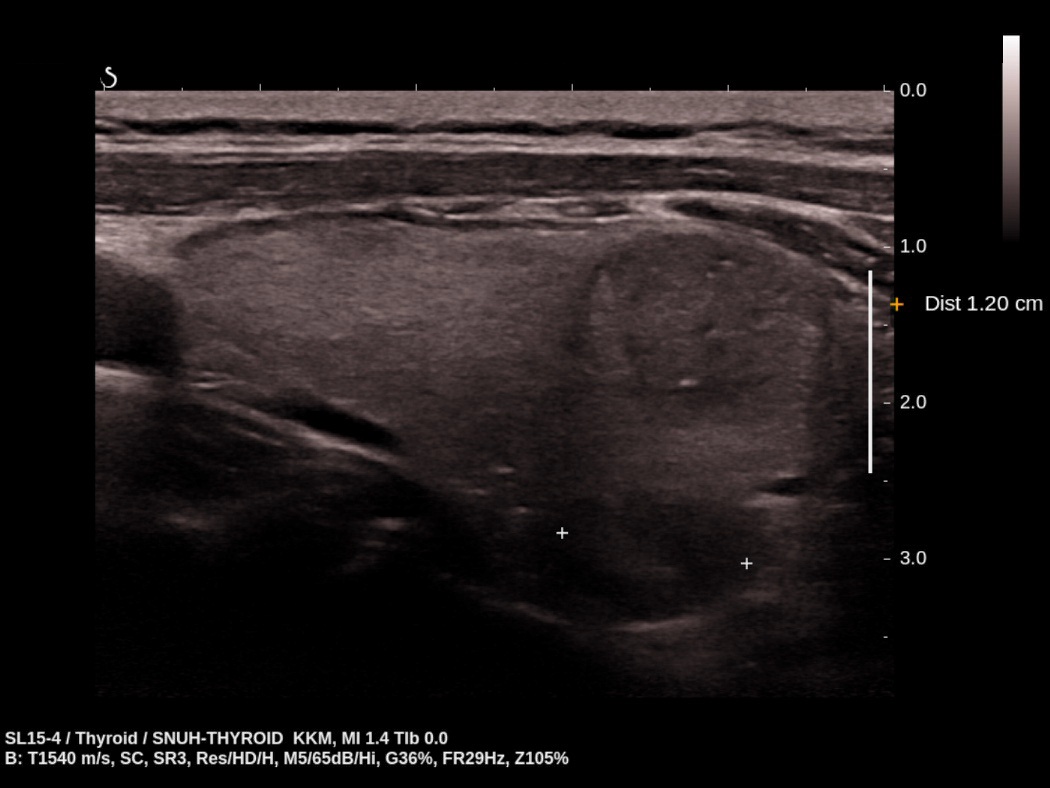 0.0
1.0
Dist 1.20 cm
2.0
3.0
SL15-4 / Thyroid / SNUH-THYROID KKM, MI 1.4 TIb 0.0
B: T1540 m/s, SC, SR3, Res/HD/H, M5/65dB/Hi, G36%, FR29Hz, Z105%